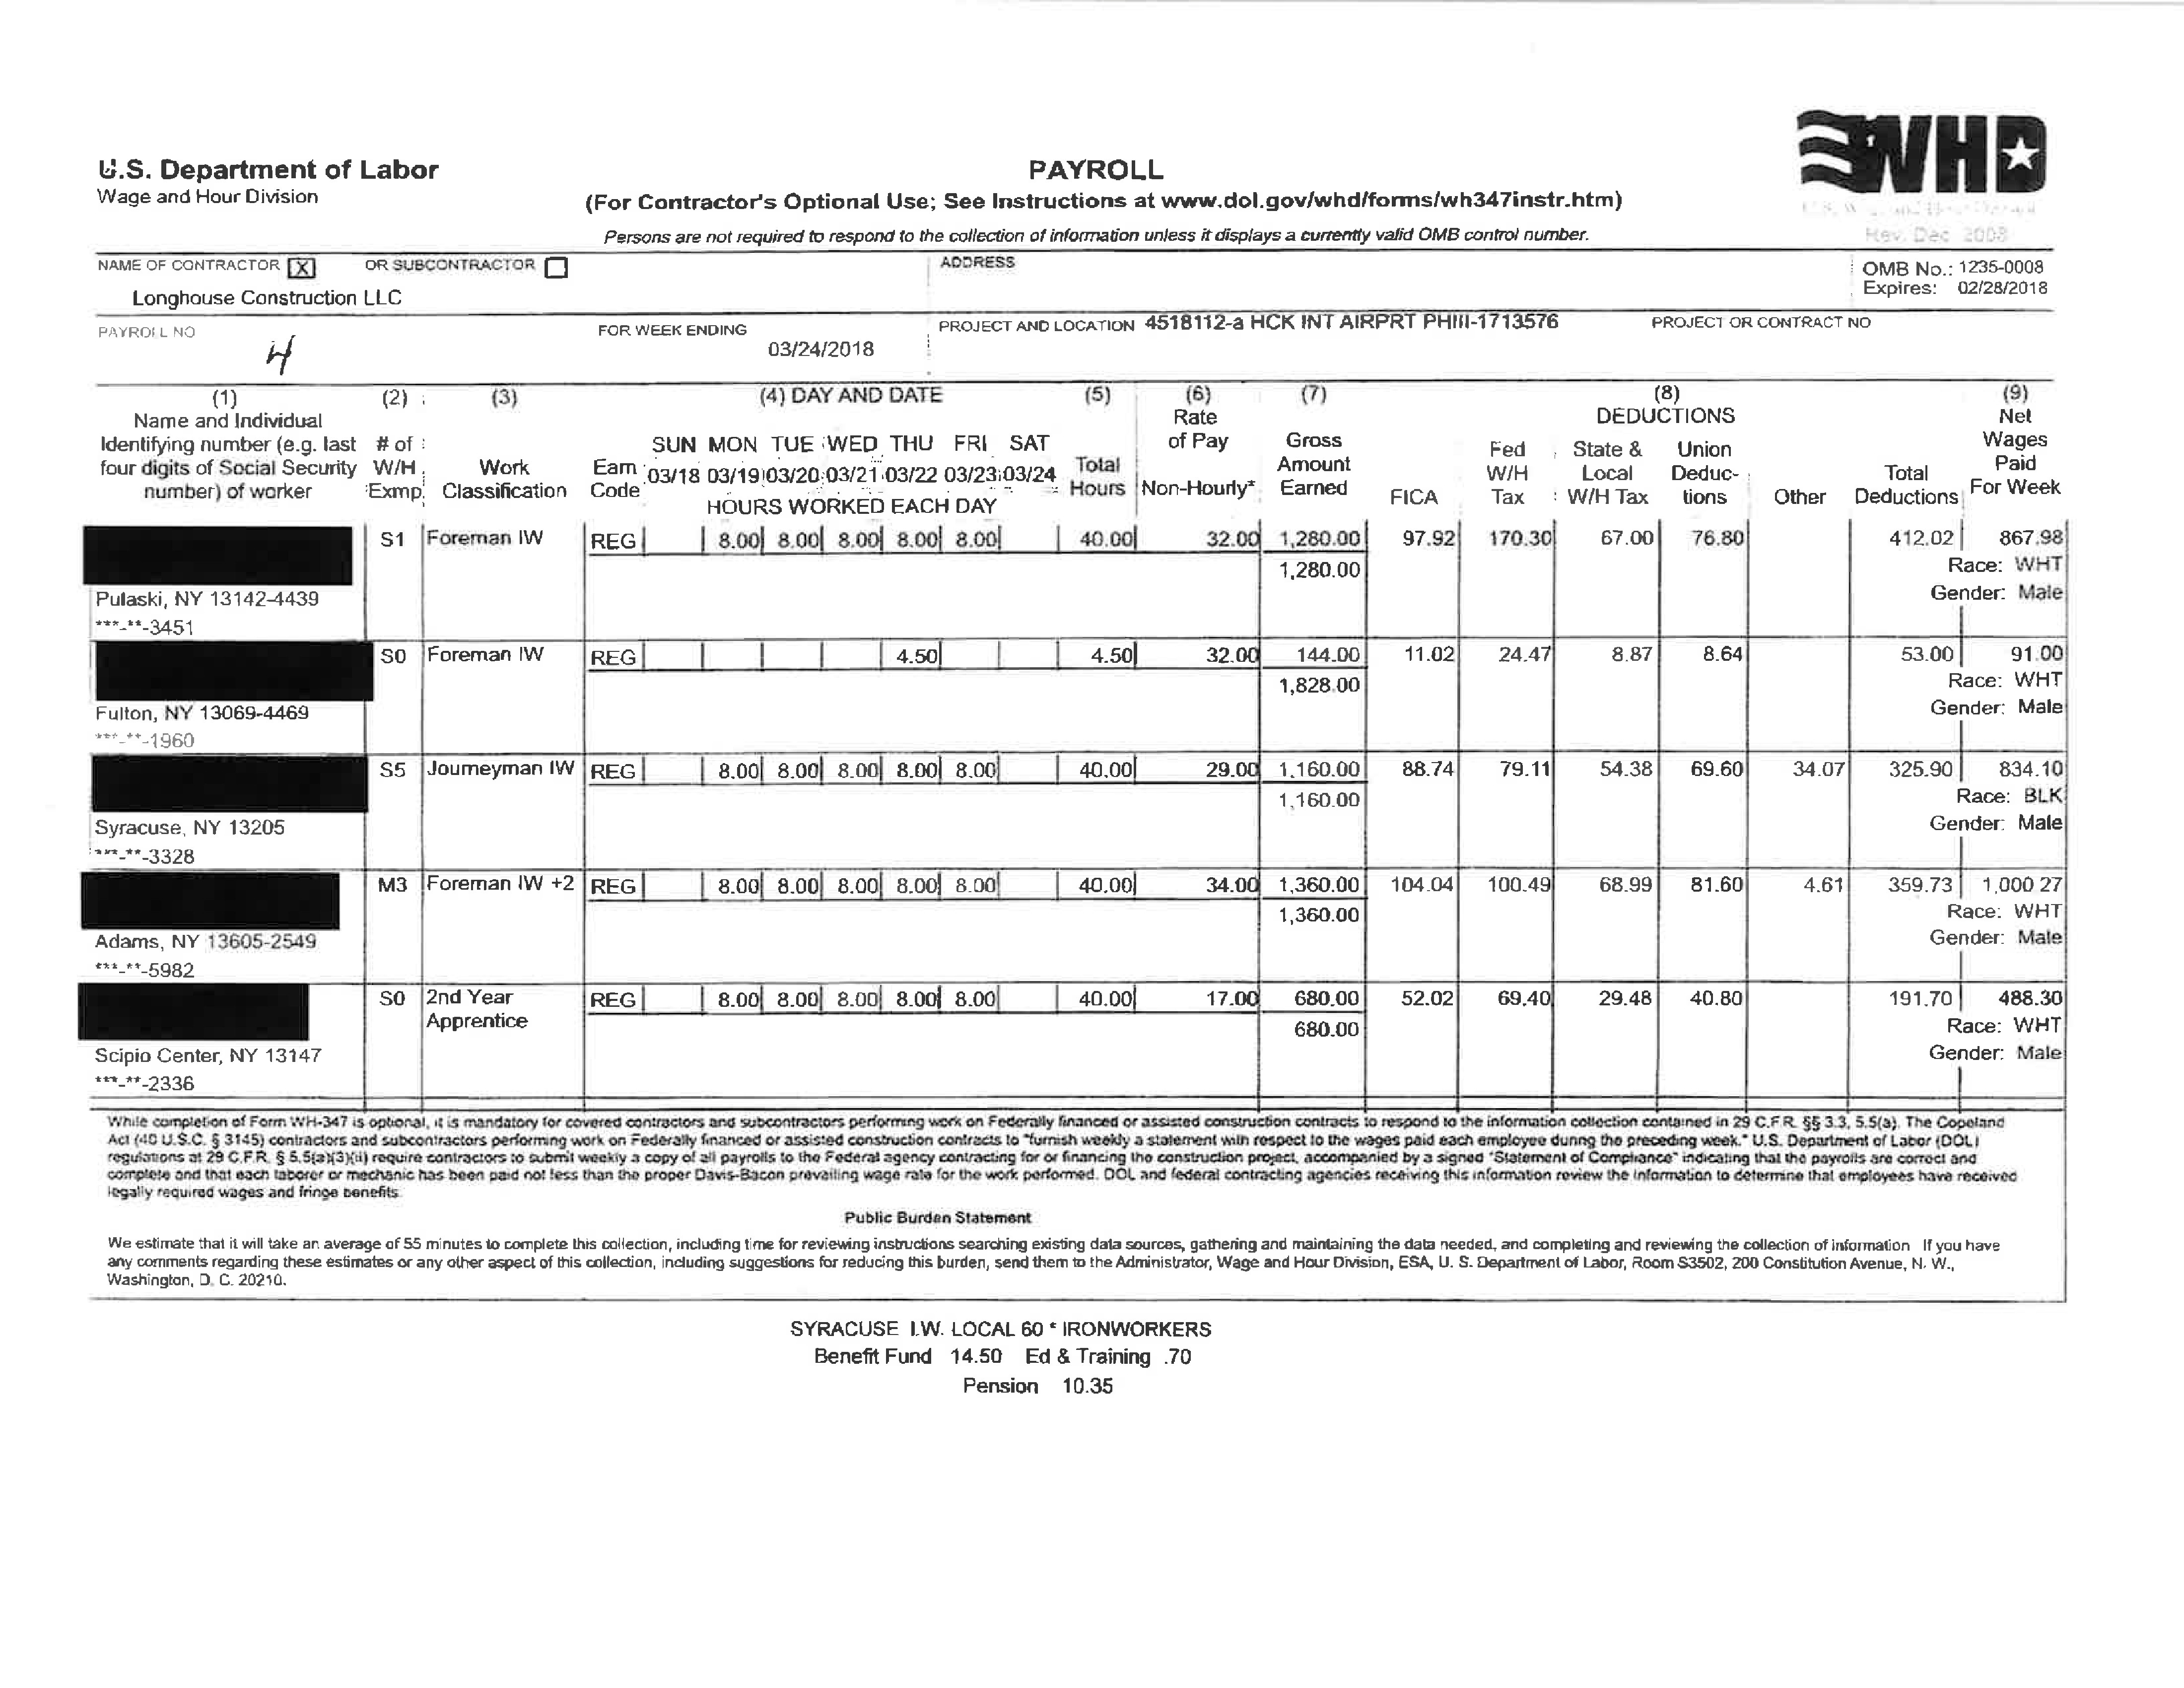 U.S. Department of Labor
Wage and Hour Division
PAYROLL
(For Contractor's Optional Use; See Instructions at www.dol.gov/whd/forms/wh347instr.htm)
Persons are not required to respond to the collection of information unless it displays a currently valid OMB control number.
WHD
Rev. Dec 2008
NAME OF CONTRACTOR X OR SUBCONTRACTOR
Longhouse Construction LLC
ADDRESS
OMB No.: 1235-0008
Expires: 02/28/2018
PAYROLL NO
4
FOR WEEK ENDING
03/24/2018
PROJECT AND LOCATION 4518112-a HCK INT AIRPRT PHIII-1713576
PROJECT OR CONTRACT NO
(1)
Name and Individual
Identifying number (e.g. last
four digits of Social Security
number) of worker
(2)
# of
W/H
Exmp.
(3)
Work
Classification
Earn
Code
(4) DAY AND DATE
SUN MON TUE WED THU FRI SAT
03/18 03/19 03/20 03/21 03/22 03/23 03/24
HOURS WORKED EACH DAY
(5)
Total
Hours
(6)
Rate
of Pay
Non-Hourly*
(7)
Gross
Amount
Earned
(8)
DEDUCTIONS
FICA
Fed
W/H
Tax
State &
Local
W/H Tax
Union
Deduc-
tions
Other
Total
Deductions
(9)
Net
Wages
Paid
For Week
S1 Foreman IW REG 8.00 8.00 8.00 8.00 8.00 40.00 32.00 1,280.00 97.92 170.30 67.00 76.80 412.02 867.98
1,280.00 Race: WHT
Gender: Male
Pulaski, NY 13142-4439
***-**-3451
S0 Foreman IW REG 4.50 4.50 32.00 144.00 11.02 24.47 8.87 8.64 53.00 91.00
1,828.00 Race: WHT
Gender: Male
Fulton, NY 13069-4469
***-**-1960
S5 Journeyman IW REG 8.00 8.00 8.00 8.00 8.00 40.00 29.00 1,160.00 88.74 79.11 54.38 69.60 34.07 325.90 834.10
1,160.00 Race: BLK
Gender: Male
Syracuse, NY 13205
***-**-3328
M3 Foreman IW +2 REG 8.00 8.00 8.00 8.00 8.00 40.00 34.00 1,360.00 104.04 100.49 68.99 81.60 4.61 359.73 1,000 27
1,360.00 Race: WHT
Gender: Male
Adams, NY 13605-2549
***-**-5982
S0 2nd Year REG 8.00 8.00 8.00 8.00 8.00 40.00 17.00 680.00 52.02 69.40 29.48 40.80 191.70 488.30
Apprentice 680.00 Race: WHT
Gender: Male
Scipio Center, NY 13147
***-**-2336
While completion of Form WH-347 is optional, it is mandatory for covered contractors and subcontractors performing work on Federally financed or assisted construction contracts to respond to the information collection contained in 29 C.F.R. §§ 3.3, 5.5(a). The Copeland
Act (40 U.S.C. § 3145) contractors and subcontractors performing work on Federally financed or assisted construction contracts to "furnish weekly a statement with respect to the wages paid each employee during the preceding week." U.S. Department of Labor (DOL)
regulations at 29 C.F.R. § 5.5(a)(3)(ii) require contractors to submit weekly a copy of all payrolls to the Federal agency contracting for or financing the construction project, accompanied by a signed "Statement of Compliance" indicating that the payrolls are correct and
complete and that each laborer or mechanic has been paid not less than the proper Davis-Bacon prevailing wage rate for the work performed. DOL and federal contracting agencies receiving this information review the information to determine that employees have received
legally required wages and fringe benefits.
Public Burden Statement
We estimate that it will take an average of 55 minutes to complete this collection, including time for reviewing instructions searching existing data sources, gathering and maintaining the data needed, and completing and reviewing the collection of information If you have
any comments regarding these estimates or any other aspect of this collection, including suggestions for reducing this burden, send them to the Administrator, Wage and Hour Division, ESA, U. S. Department of Labor, Room S3502, 200 Constitution Avenue, N. W.,
Washington, D. C. 20210.
SYRACUSE I.W. LOCAL 60 * IRONWORKERS
Benefit Fund 14.50 Ed & Training .70
Pension 10.35